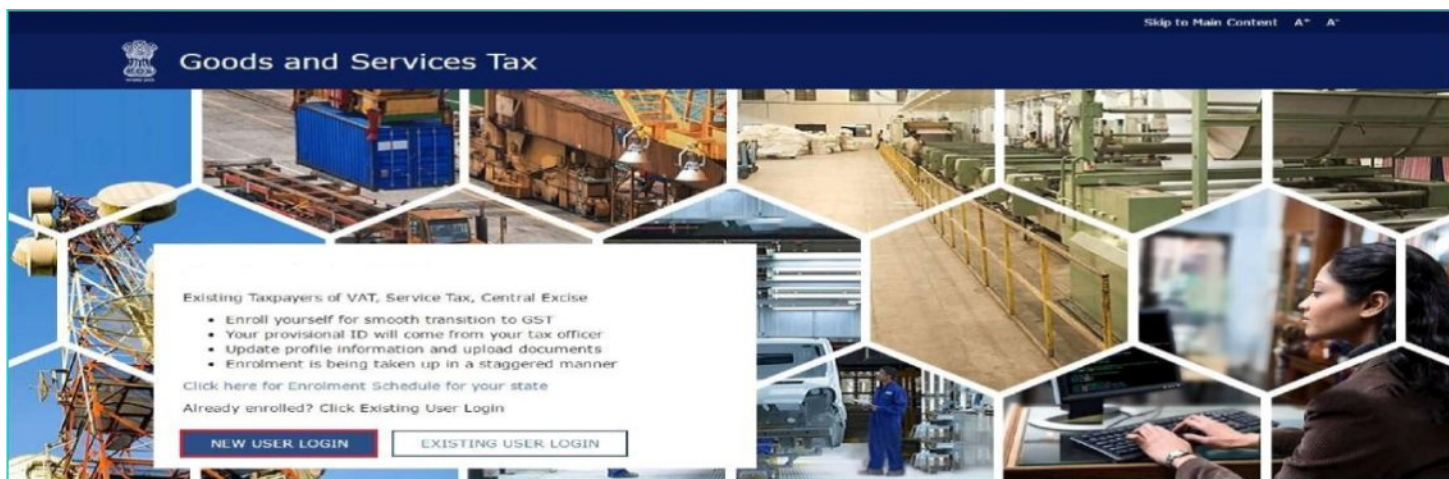 Skip to Main Content A+ A-
Goods and Services Tax
Existing Taxpayers of VAT, Service Tax, Central Excise
• Enroll yourself for smooth transition to GST
• Your provisional ID will come from your tax officer
• Update profile information and upload documents
• Enrolment is being taken up in a staggered manner
Click here for Enrolment Schedule for your state
Already enrolled? Click Existing User Login
NEW USER LOGIN EXISTING USER LOGIN